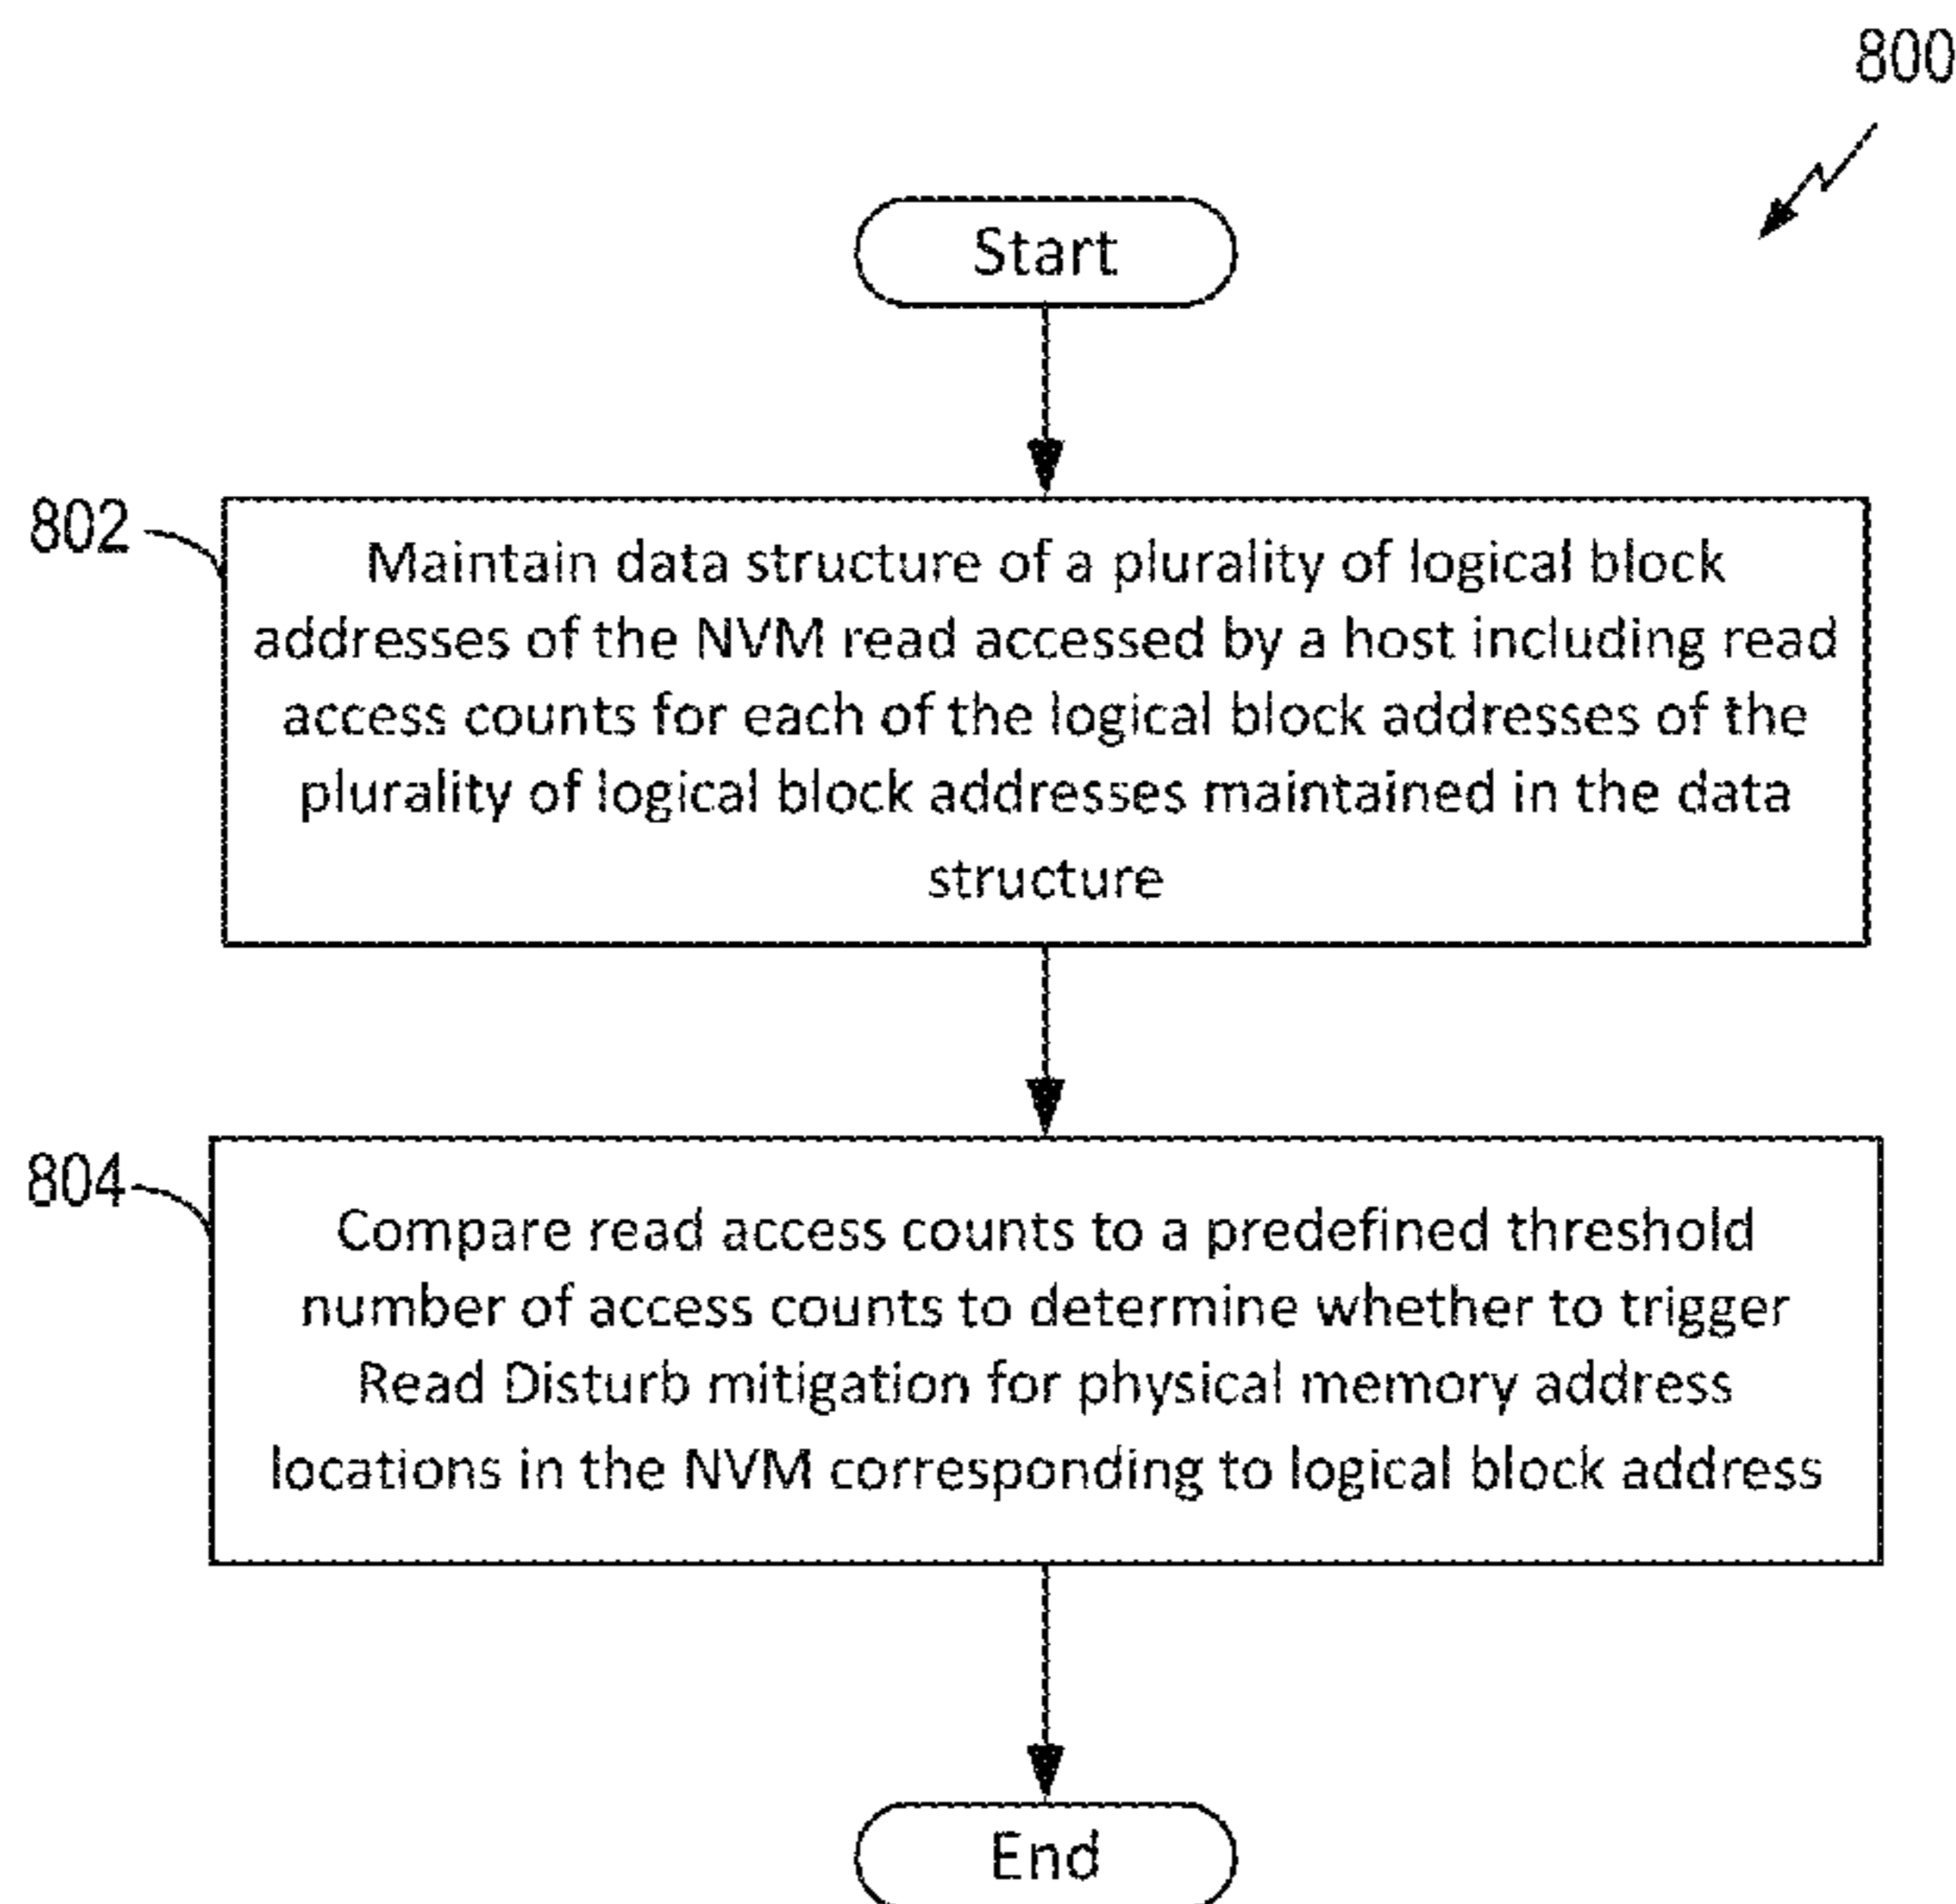 800
Start
802
Maintain data structure of a plurality of logical block
addresses of the NVM read accessed by a host including read
access counts for each of the logical block addresses of the
plurality of logical block addresses maintained in the data
structure
804
Compare read access counts to a predefined threshold
number of access counts to determine whether to trigger
Read Disturb mitigation for physical memory address
locations in the NVM corresponding to logical block address
End